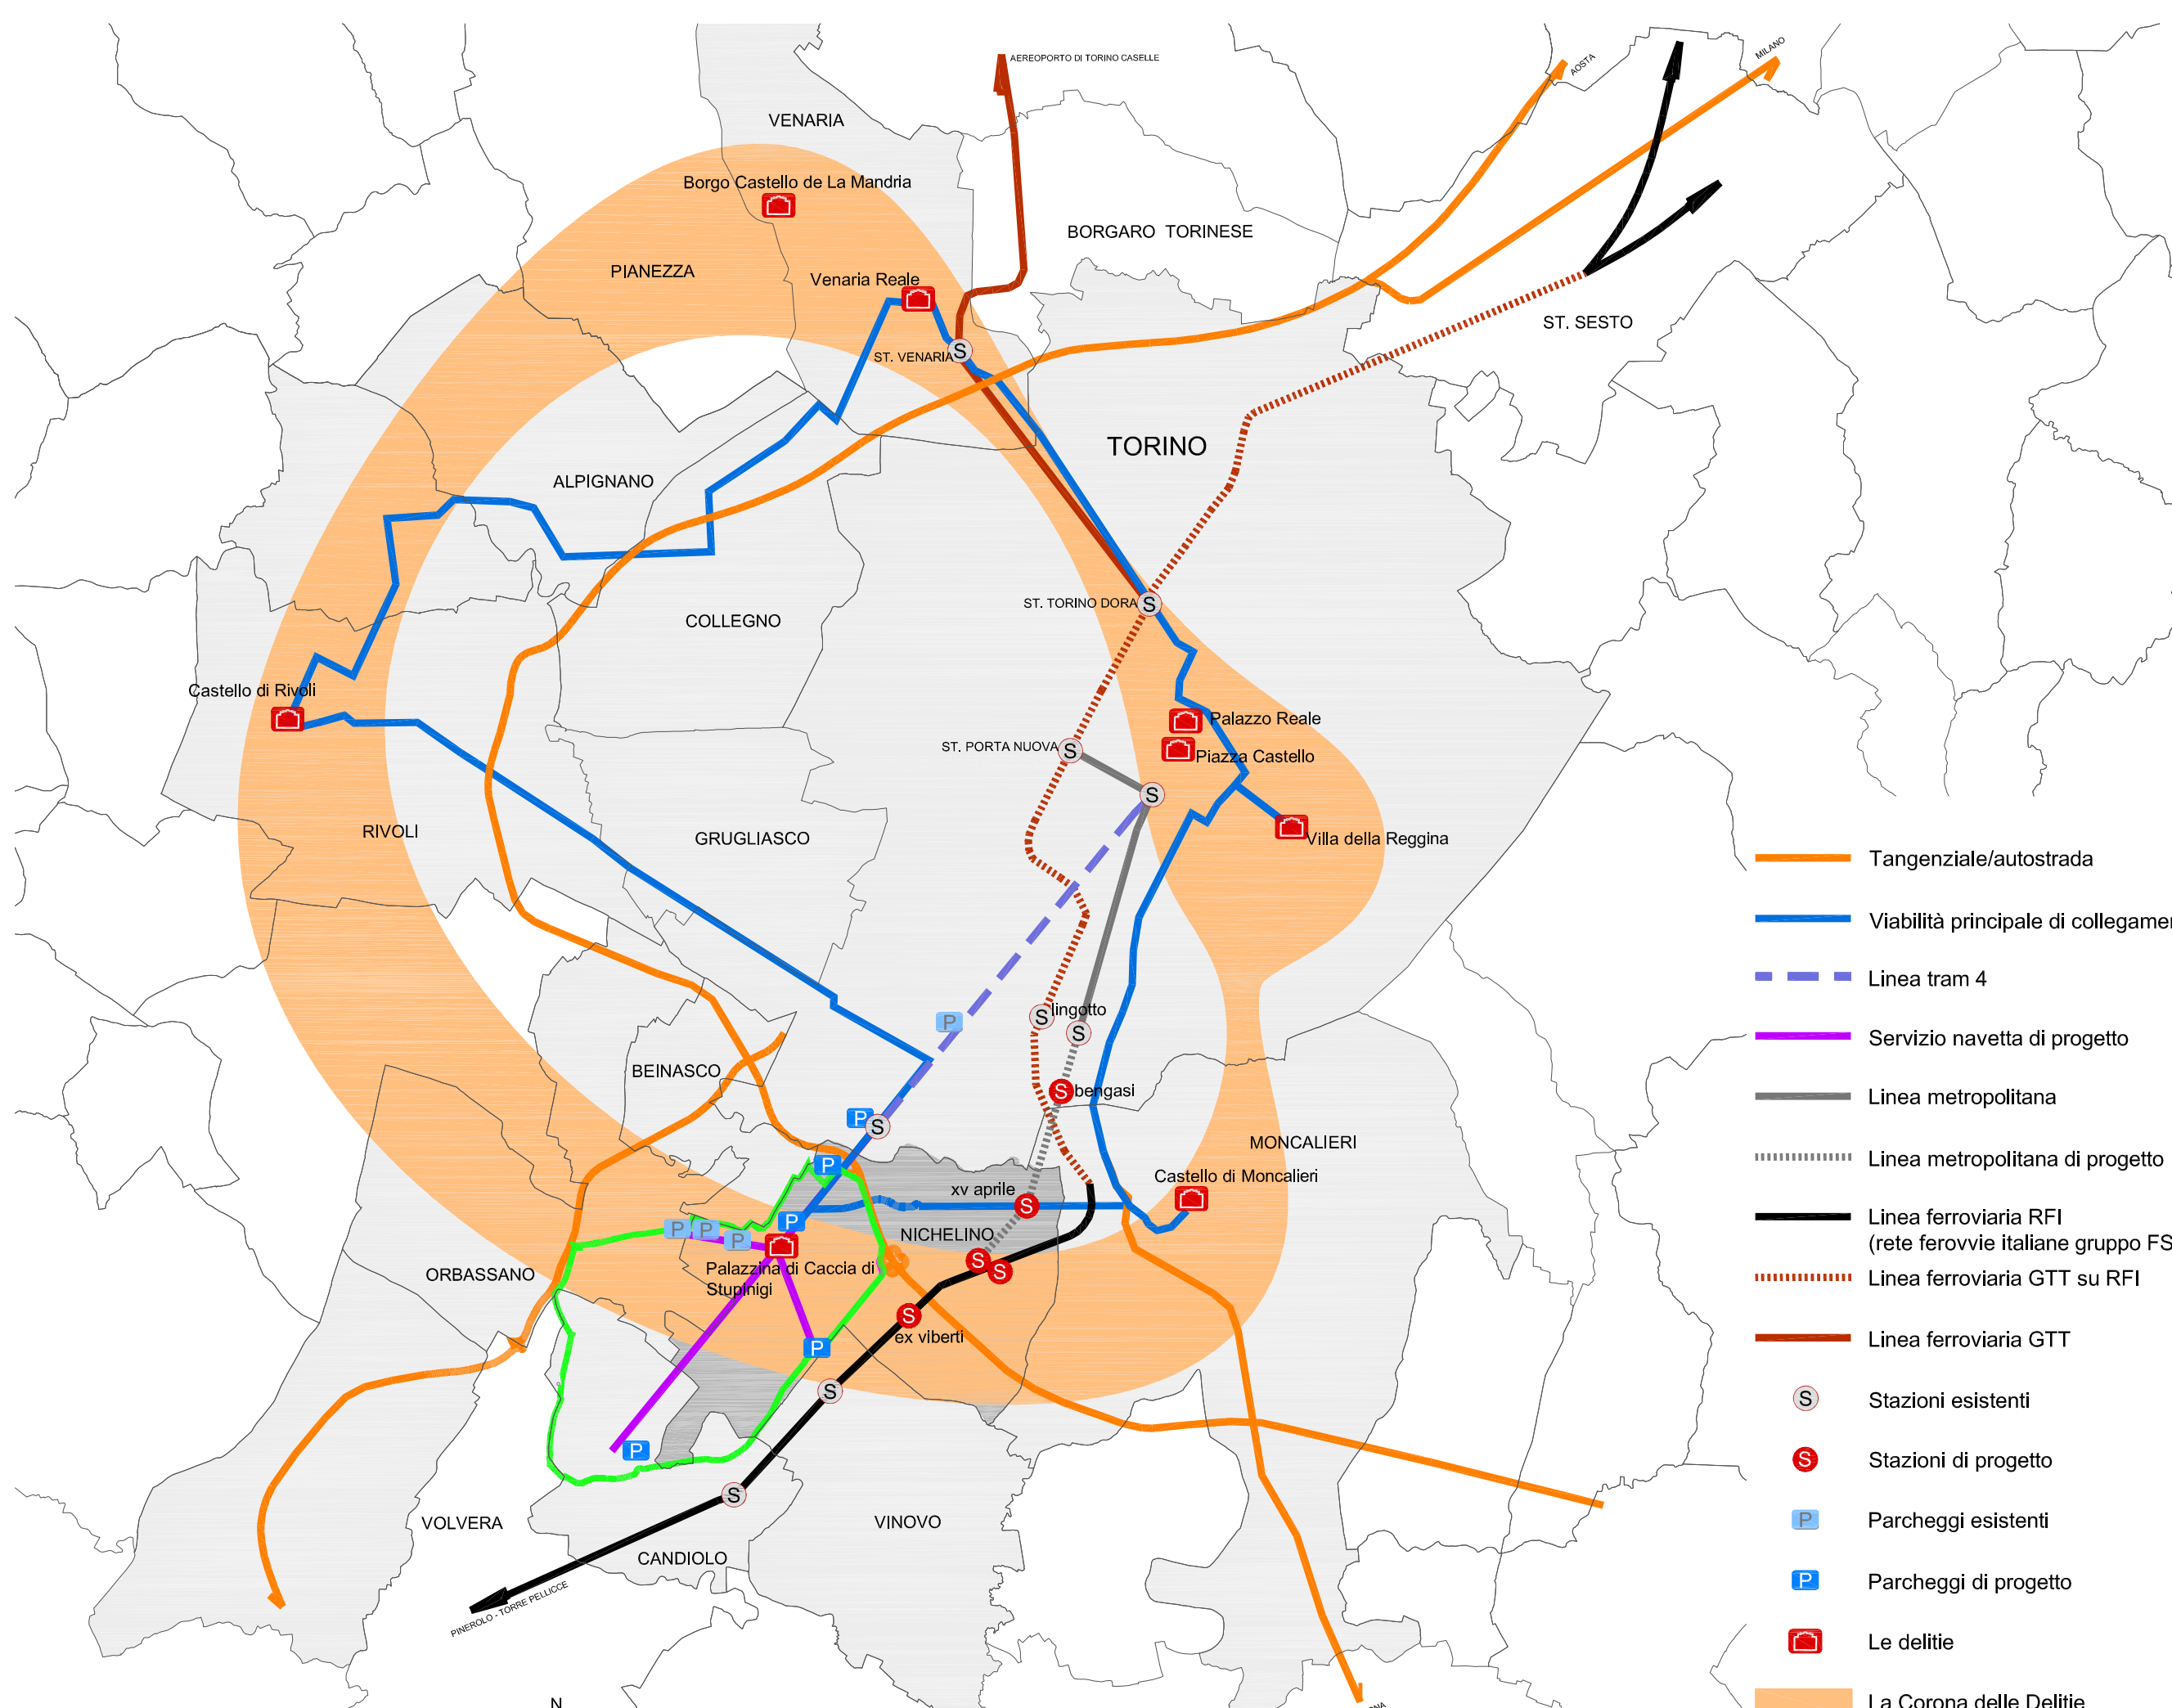 AEREOPORTO DI TORINO CASELLE
AOSTA
MILANO
VENARIA
Borgo Castello de La Mandria
BORGARO TORINESE
PIANEZZA
Venaria Reale
ST. SESTO
ST. VENARIA
S
TORINO
ALPIGNANO
ST. TORINO DORA
S
COLLEGNO
Castello di Rivoli
Palazzo Reale
ST. PORTA NUOVA
S
Piazza Castello
S
RIVOLI
GRUGLIASCO
Villa della Reggina
P
S
lingotto
S
BEINASCO
S
bengasi
P
S
MONCALIERI
P
Castello di Moncalieri
xv aprile
S
P
P
P
P
NICHELINO
Palazzina di Caccia di
Stupinigi
S
S
ORBASSANO
S
ex viberti
P
S
P
S
VOLVERA
VINOVO
CANDIOLO
PINEROLO - TORRE PELLICCE
N
Tangenziale/autostrada
Viabilità principale di collegamen
Linea tram 4
Servizio navetta di progetto
Linea metropolitana
Linea metropolitana di progetto
Linea ferroviaria RFI
(rete ferovvie italiane gruppo FS
Linea ferroviaria GTT su RFI
Linea ferroviaria GTT
S Stazioni esistenti
S Stazioni di progetto
P Parcheggi esistenti
P Parcheggi di progetto
Le delitie
La Corona delle Delitie